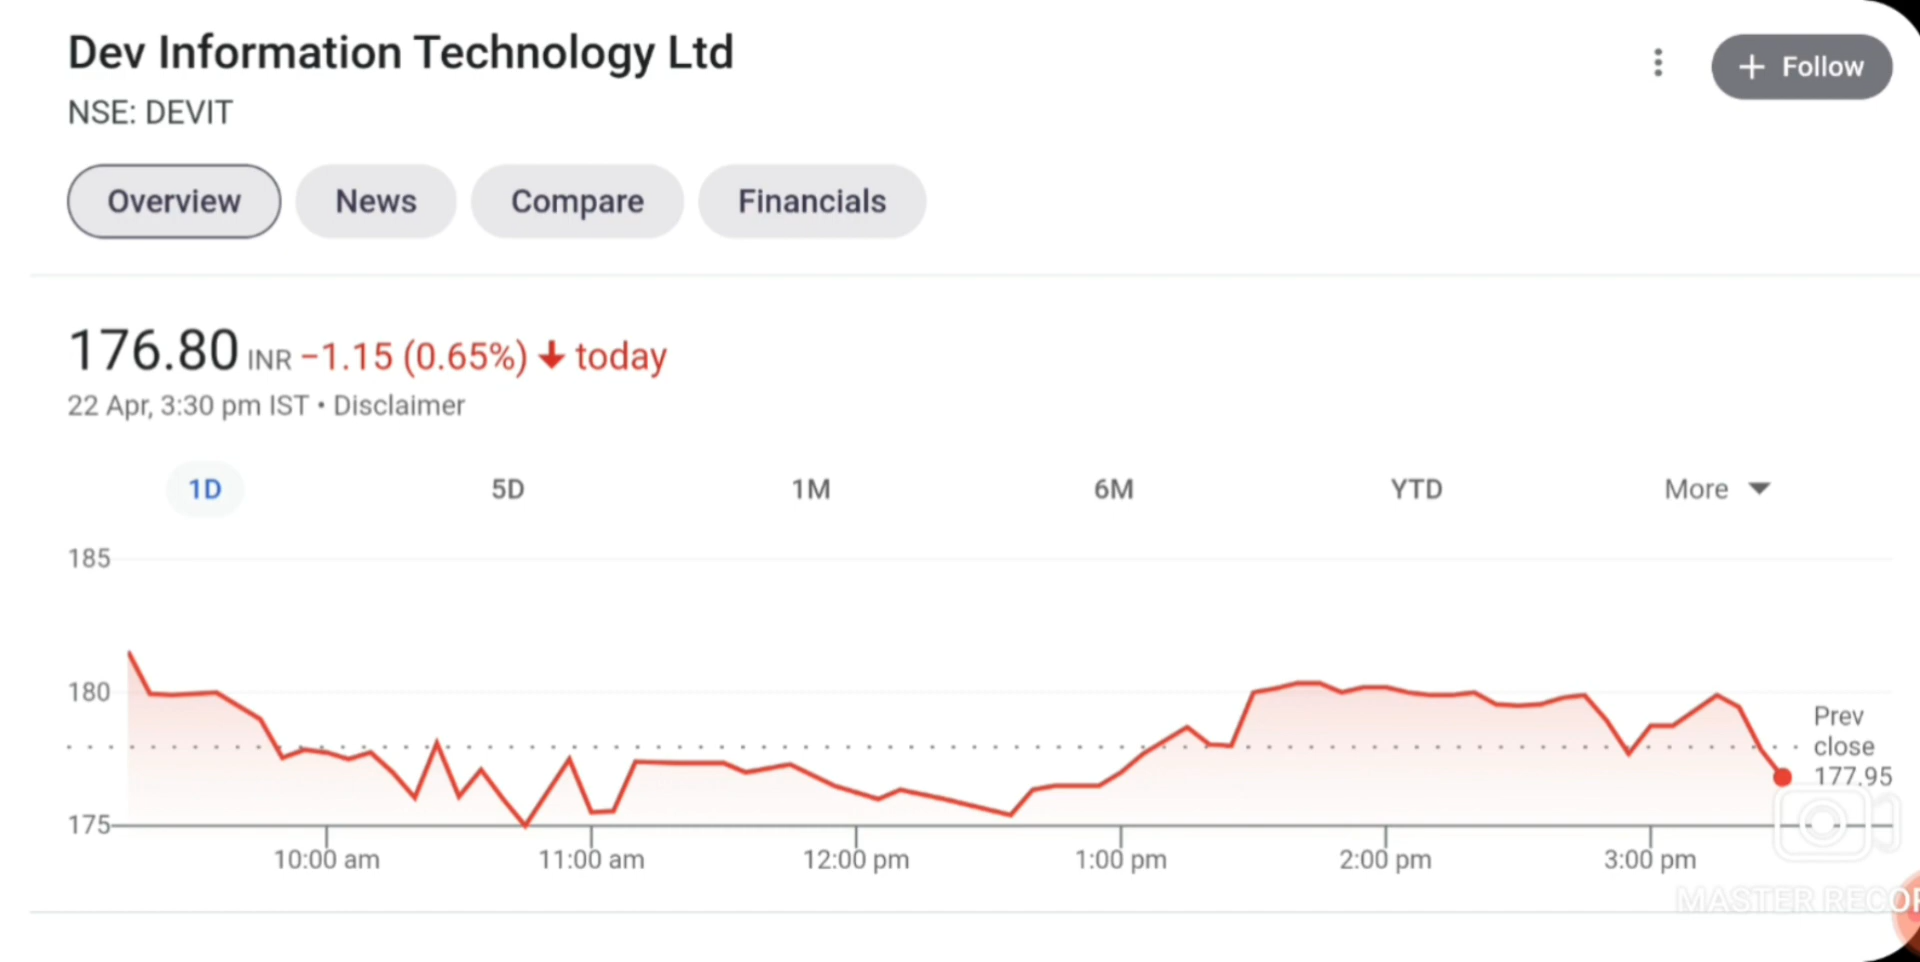 Dev Information Technology Ltd
NSE: DEVIT
+ Follow
Overview
News
Compare
Financials
176.80 INR −1.15 (0.65%) ↓ today
22 Apr, 3:30 pm IST • Disclaimer
1D
5D
1M
6M
YTD
More
185
180
175
Prev
close
177.95
10:00 am
11:00 am
12:00 pm
1:00 pm
2:00 pm
3:00 pm
MASTER RECOR